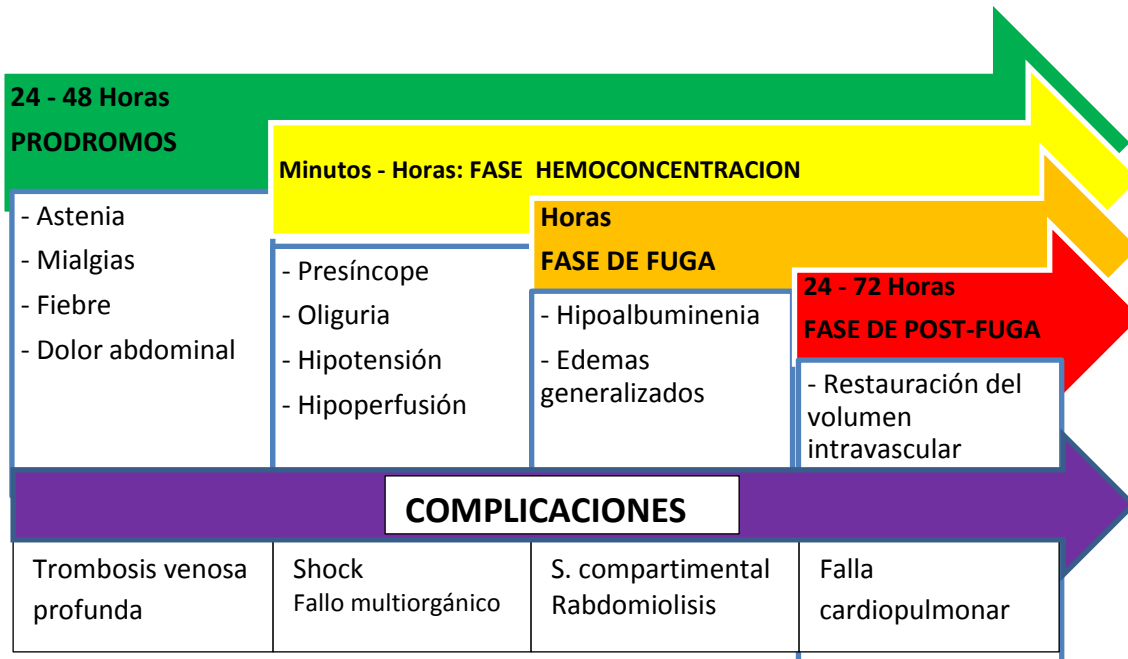 24 - 48 Horas
PRODROMOS
- Astenia
- Mialgias
- Fiebre
- Dolor abdominal
Minutos - Horas: FASE HEMOCONCENTRACION
- Presíncope
- Oliguria
- Hipotensión
- Hipoperfusión
Horas
FASE DE FUGA
- Hipoalbuminenia
- Edemas
generalizados
24 - 72 Horas
FASE DE POST-FUGA
- Restauración del
volumen
intravascular
COMPLICACIONES
Trombosis venosa
profunda
Shock
Fallo multiorgánico
S. compartimental
Rabdomiolisis
Falla
cardiopulmonar